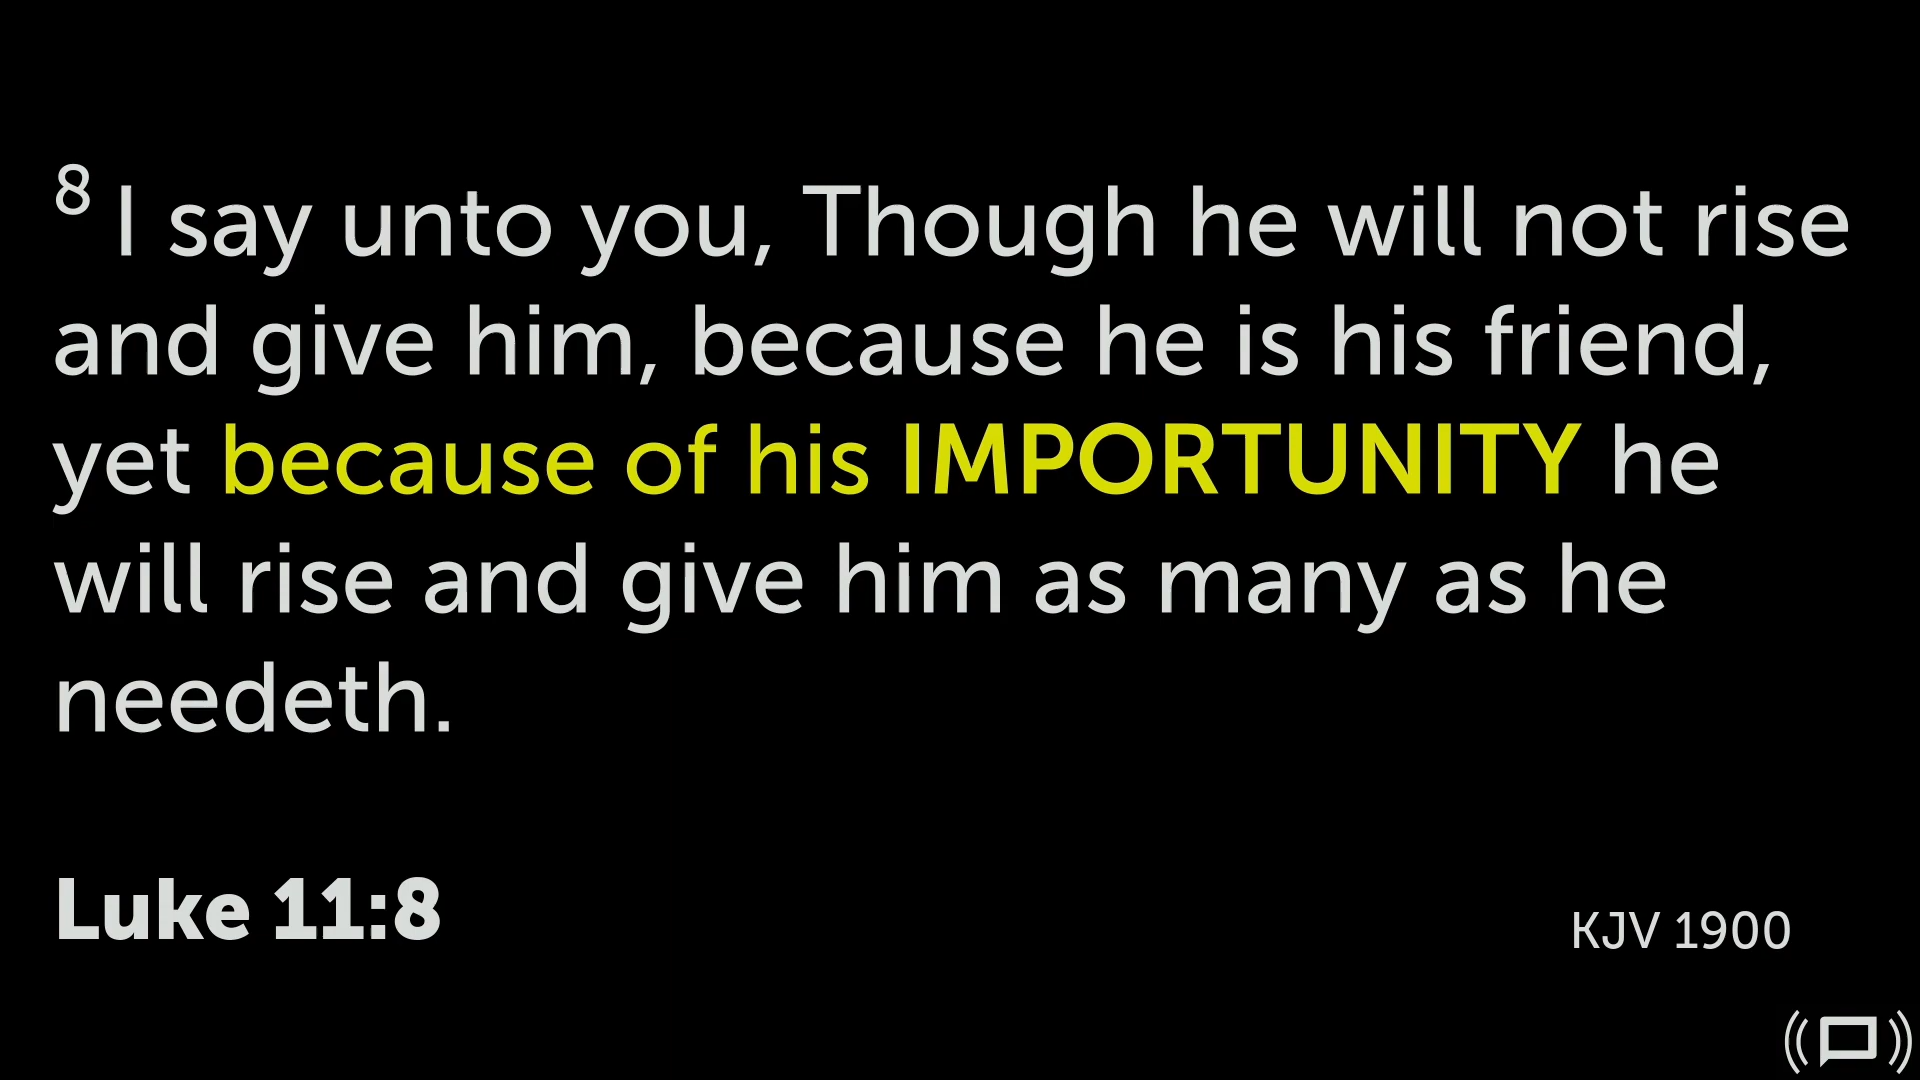 8 I say unto you, Though he will not rise
and give him, because he is his friend,
yet because of his IMPORTUNITY he
will rise and give him as many as he
needeth.
Luke 11:8
KJV 1900